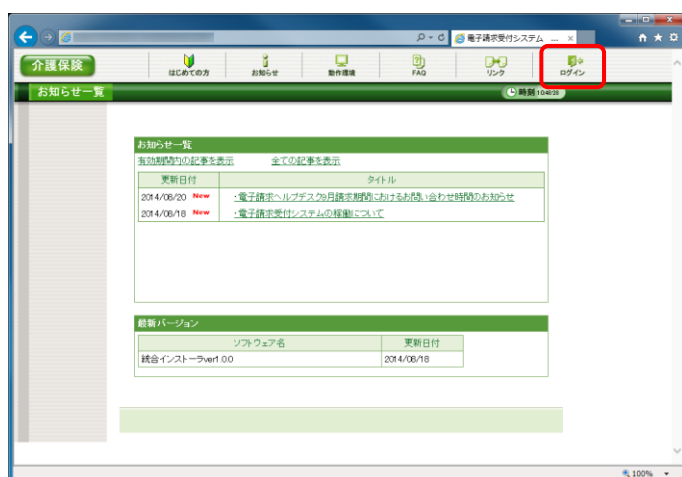 電子請求受付システム ...
介護保険
はじめての方
お知らせ
動作環境
FAQ
リンク
ログイン
お知らせ一覧
時刻 10:48:28
お知らせ一覧
有効期間内の記事を表示 全ての記事を表示
更新日付 タイトル
2014/08/20 New ・電子請求ヘルプデスク9月請求期間におけるお問い合わせ時間のお知らせ
2014/08/18 New ・電子請求受付システムの稼働について
最新バージョン
ソフトウェア名 更新日付
統合インストーラver1.0.0 2014/08/18
100%